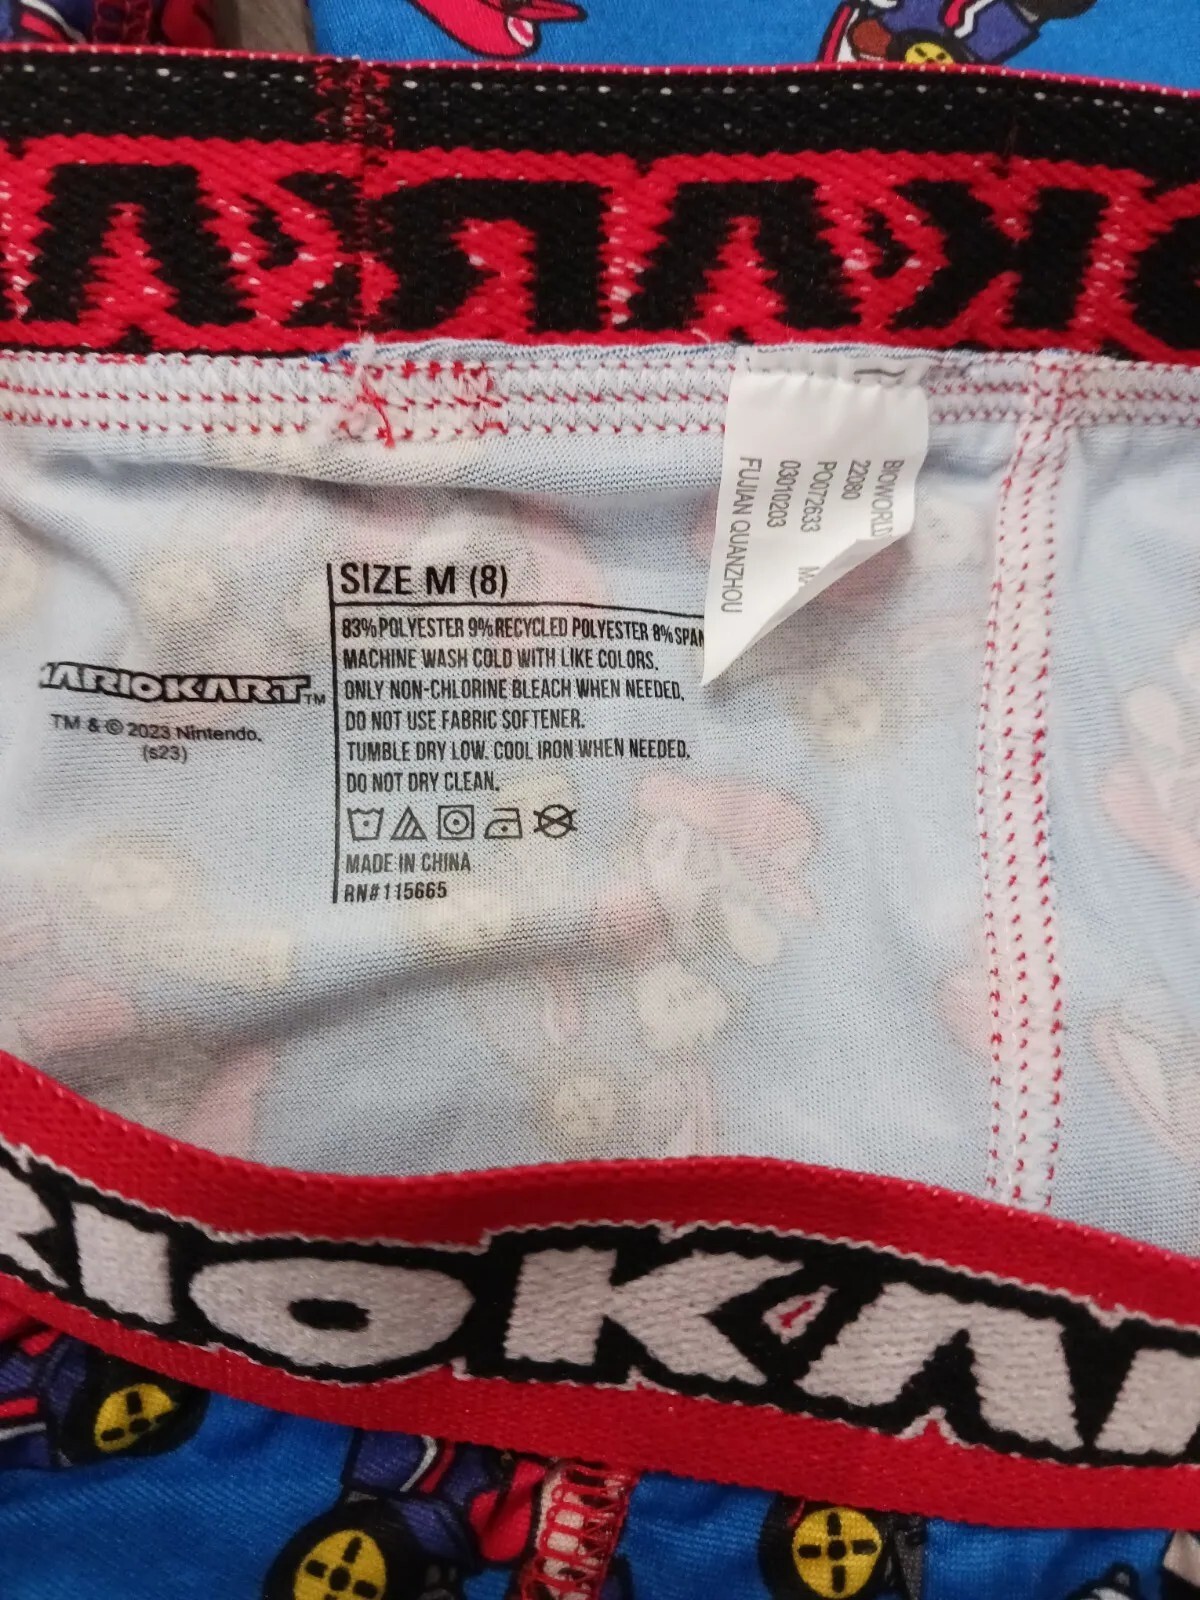 BIOWORLD
22080
PO072633
03010203
FUJIAN QUANZHOU
SIZE M (8)
83% POLYESTER 9% RECYCLED POLYESTER 8% SPAN
MACHINE WASH COLD WITH LIKE COLORS.
ONLY NON-CHLORINE BLEACH WHEN NEEDED.
DO NOT USE FABRIC SOFTENER.
TUMBLE DRY LOW. COOL IRON WHEN NEEDED.
DO NOT DRY CLEAN.
MADE IN CHINA
RN# 115665
MARIOKART™
TM & © 2023 Nintendo.
(s23)
RIOKAR